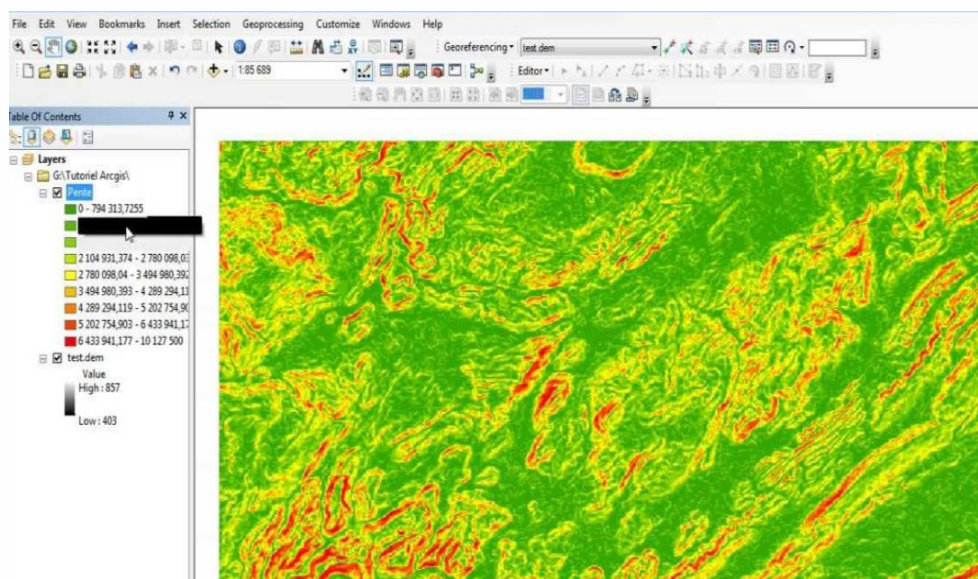 File Edit View Bookmarks Insert Selection Geoprocessing Customize Windows Help
Georeferencing test.dem
1:85 689 Editor
Table Of Contents
Layers
G:\Tutoriel Arcgis\
Pente
0 - 794 313,7255
2 104 931,374 - 2 780 098,03
2 780 098,04 - 3 494 980,392
3 494 980,393 - 4 289 294,11
4 289 294,119 - 5 202 754,90
5 202 754,903 - 6 433 941,17
6 433 941,177 - 10 127 500
test.dem
Value
High : 857
Low : 403